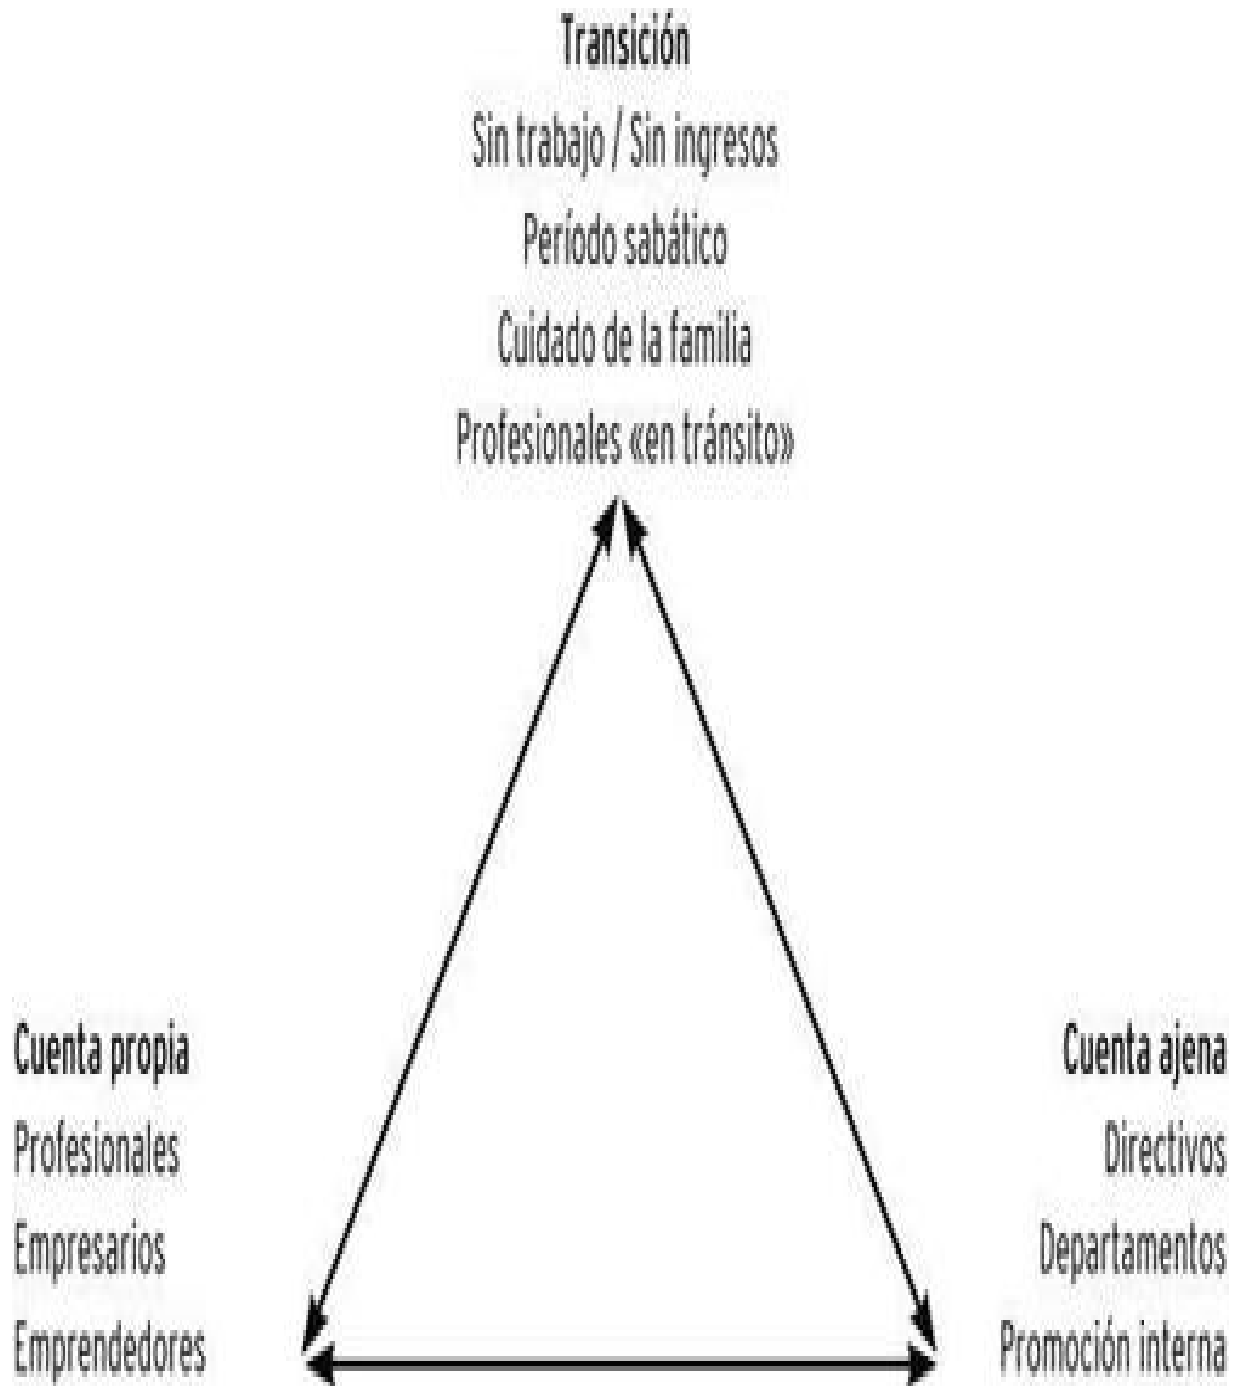 Transición
Sin trabajo / Sin ingresos
Período sabático
Cuidado de la familia
Profesionales «en tránsito»
Cuenta propia
Profesionales
Empresarios
Emprendedores
Cuenta ajena
Directivos
Departamentos
Promoción interna